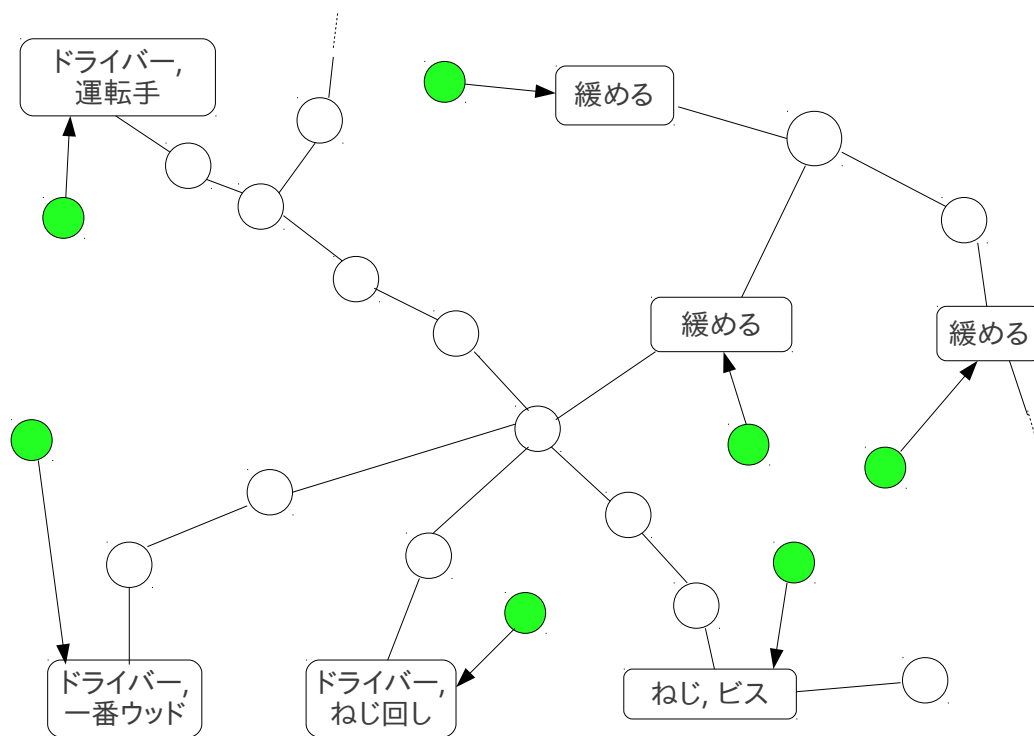 ドライバー,
運転手
緩める
緩める
緩める
ドライバー,
一番ウッド
ドライバー,
ねじ回し
ねじ, ビス